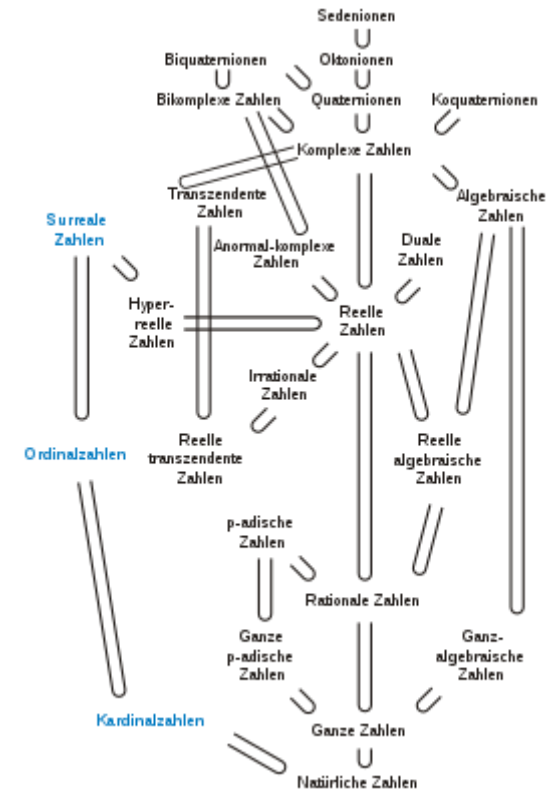 Sedenionen
Biquaternionen
Oktonionen
Bikomplexe Zahlen
Quaternionen
Koquaternionen
Komplexe Zahlen
Transzendente
Zahlen
Algebraische
Zahlen
Surreale
Zahlen
Anormal-komplexe
Zahlen
Duale
Zahlen
Hyper-
reelle
Zahlen
Reelle
Zahlen
Irrationale
Zahlen
Ordinalzahlen
Reelle
transzendente
Zahlen
Reelle
algebraische
Zahlen
p-adische
Zahlen
Rationale Zahlen
Ganze
p-adische
Zahlen
Ganz-
algebraische
Zahlen
Kardinalzahlen
Ganze Zahlen
Natürliche Zahlen